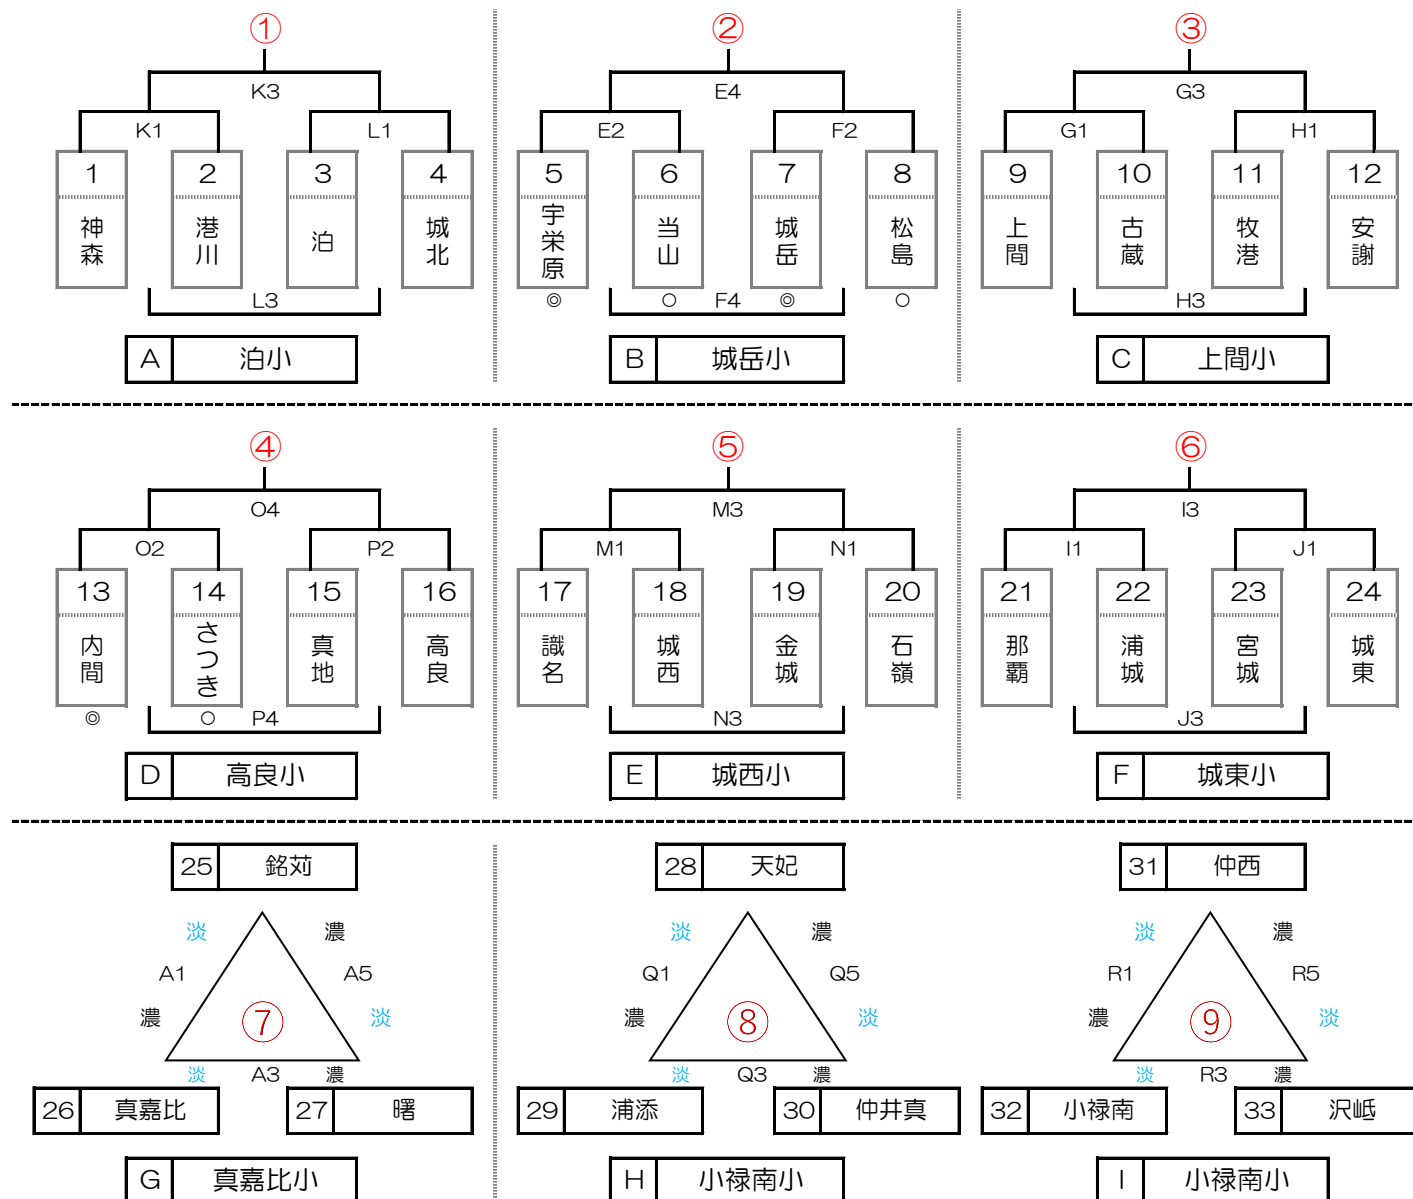 ① ② ③
K3 E4 G3
K1 L1 E2 F2 G1 H1
1 2 3 4 5 6 7 8 9 10 11 12
神森 港川 泊 城北 宇栄原 当山 城岳 松島 上間 古蔵 牧港 安謝
L3 ◎ ○ F4 ◎ ○ H3
A 泊小 B 城岳小 C 上間小
④ ⑤ ⑥
O4 M3 I3
O2 P2 M1 N1 I1 J1
13 14 15 16 17 18 19 20 21 22 23 24
内間 さつき 真地 高良 識名 城西 金城 石嶺 那覇 浦城 宮城 城東
◎ ○ P4 N3 J3
D 高良小 E 城西小 F 城東小
25 銘苅 28 天妃 31 仲西
淡 濃 淡 濃 淡 濃
A1 A5 Q1 Q5 R1 R5
濃 ⑦ 淡 濃 ⑧ 淡 濃 ⑨ 淡
淡 A3 濃 淡 Q3 濃 淡 R3 濃
26 真嘉比 27 曙 29 浦添 30 仲井真 32 小禄南 33 沢岻
G 真嘉比小 H 小禄南小 I 小禄南小